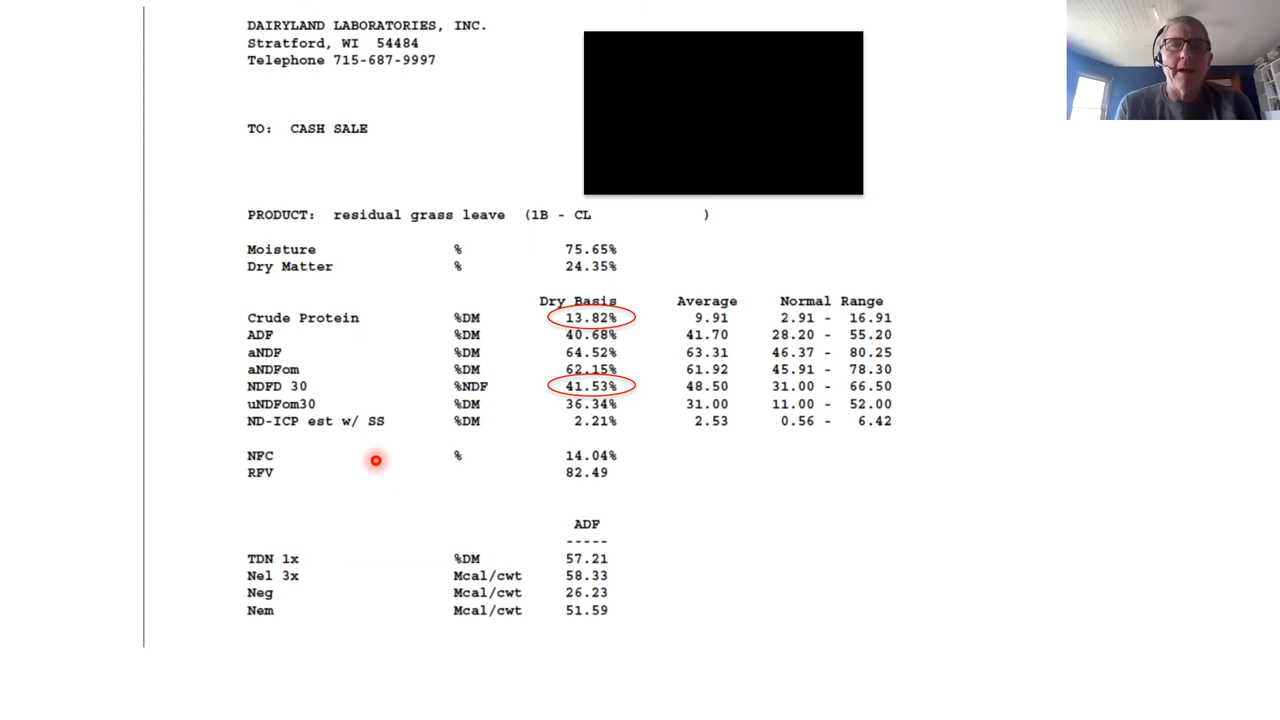 DAIRYLAND LABORATORIES, INC.
Stratford, WI 54484
Telephone 715-687-9997
TO: CASH SALE
PRODUCT: residual grass leave (1B - CL )
Moisture % 75.65%
Dry Matter % 24.35%
Dry Basis Average Normal Range
Crude Protein %DM 13.82% 9.91 2.91 - 16.91
ADF %DM 40.68% 41.70 28.20 - 55.20
aNDF %DM 64.52% 63.31 46.37 - 80.25
aNDFom %DM 62.15% 61.92 45.91 - 78.30
NDFD 30 %NDF 41.53% 48.50 31.00 - 66.50
uNDFom30 %DM 36.34% 31.00 11.00 - 52.00
ND-ICP est w/ SS %DM 2.21% 2.53 0.56 - 6.42
NFC % 14.04%
RFV 82.49
ADF
-----
TDN 1x %DM 57.21
Nel 3x Mcal/cwt 58.33
Neg Mcal/cwt 26.23
Nem Mcal/cwt 51.59